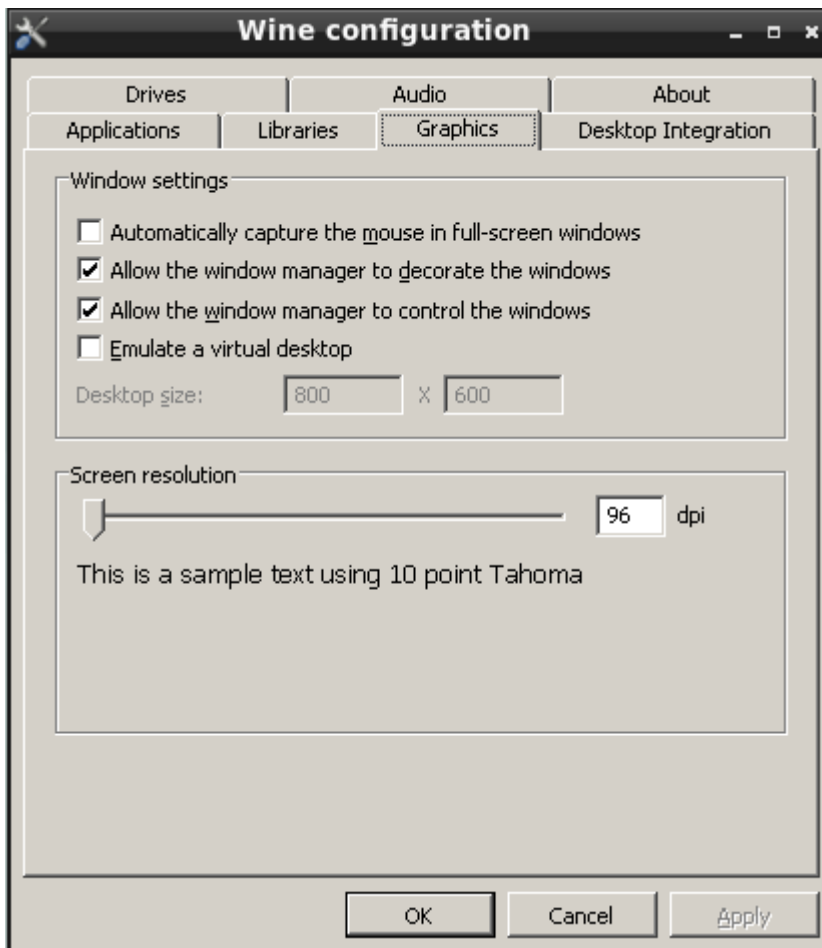 Wine configuration
Drives Audio About
Applications Libraries Graphics Desktop Integration
Window settings
Automatically capture the mouse in full-screen windows
Allow the window manager to decorate the windows
Allow the window manager to control the windows
Emulate a virtual desktop
Desktop size: 800 X 600
Screen resolution
96 dpi
This is a sample text using 10 point Tahoma
OK Cancel Apply